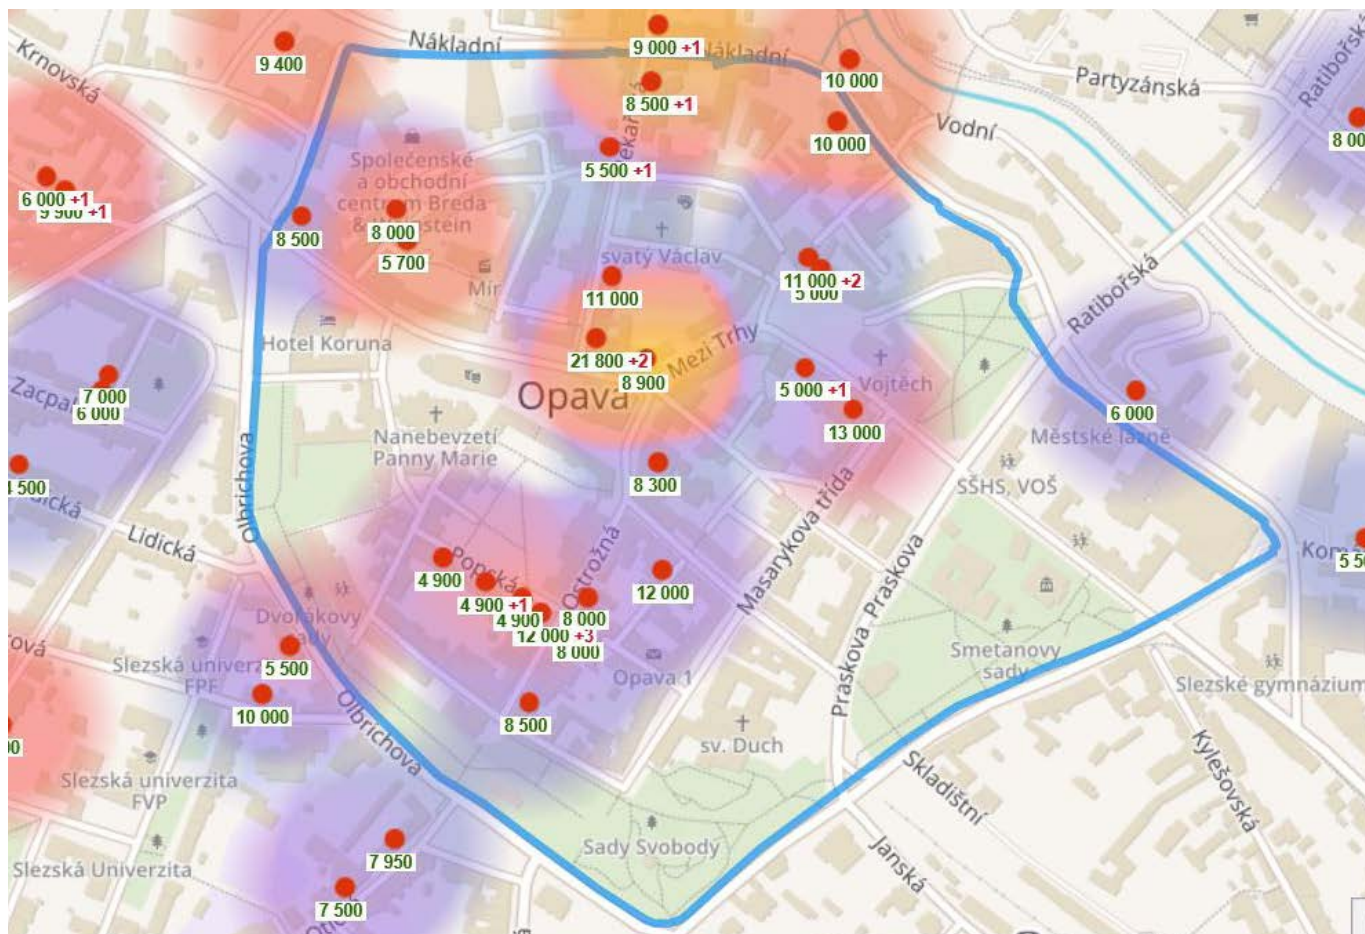 Nákladní
9 000 +1
Nákladní
9 400
Krnovská
10 000
Partyzánská
Ratibořská
8 500 +1
Vodní
10 000
Společenské
a obchodní
centrum Breda
& Weinstein
5 500 +1
6 000 +1
9 900 +1
8 500
8 000
5 700
svatý Václav
Mír
11 000
11 000 +2
5 000
Ratibořská
Hotel Koruna
21 800 +2
Mezi Trhy
8 900
5 000 +1
Vojtěch
7 000
6 000
Opava
13 000
6 000
Městské lázně
Nanebevzetí
Panny Marie
Olbrichova
8 300
SŠHS, VOŠ
Lidická
4 900
Popská
Ostrožná
Masarykova třída
Praskova
Praskova
12 000
4 900 +1
4 900
8 000
12 000 +3
8 000
Dvořákovy
sady
5 500
Slezská univerzita
FPF
10 000
Olbrichova
Opava 1
8 500
Smetanovy
sady
Slezské gymnázium
sv. Duch
Slezská univerzita
FVP
Skladištní
Kylešovská
Sady Svobody
7 950
Janská
Slezská Univerzita
7 500